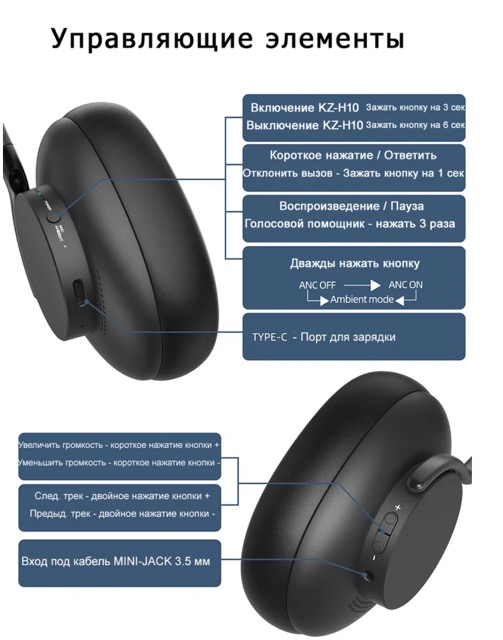 Управляющие элементы
Включение KZ-H10 Зажать кнопку на 3 сек
Выключение KZ-H10 Зажать кнопку на 6 сек
Короткое нажатие / Ответить
Отклонить вызов - Зажать кнопку на 1 сек
Воспроизведение / Пауза
Голосовой помощник - нажать 3 раза
Дважды нажать кнопку
ANC OFF ANC ON
Ambient mode
TYPE-C - Порт для зарядки
Увеличить громкость - короткое нажатие кнопки +
Уменьшить громкость - короткое нажатие кнопки -
След. трек - двойное нажатие кнопки +
Предыд. трек - двойное нажатие кнопки -
Вход под кабель MINI-JACK 3.5 мм
+
-